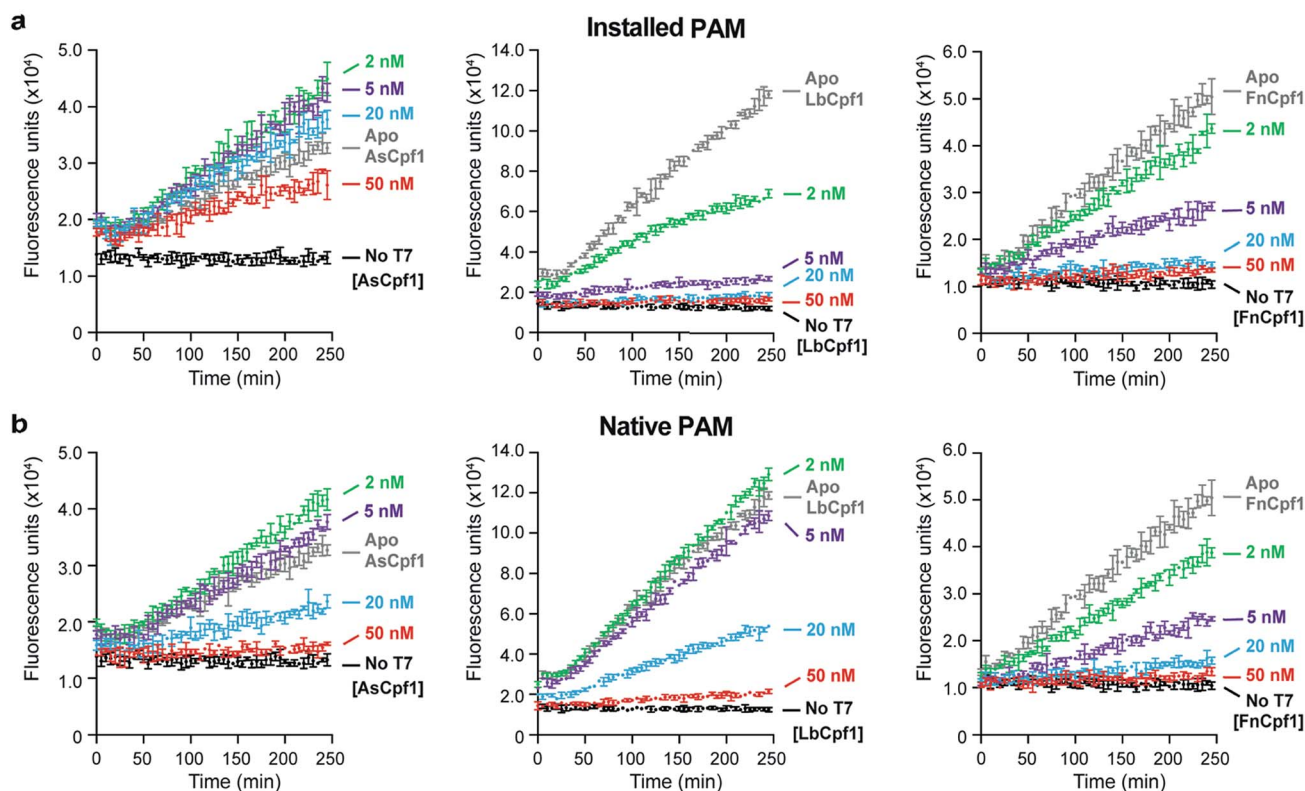 a
Installed PAM
Fluorescence units (x10⁴)
5.0
4.0
3.0
2.0
1.0
0
0 50 100 150 200 250
Time (min)
2 nM
5 nM
20 nM
Apo
AsCpf1
50 nM
No T7
[AsCpf1]
Fluorescence units (x10⁴)
14.0
12.0
10.0
8.0
6.0
4.0
2.0
0
0 50 100 150 200 250
Time (min)
Apo
LbCpf1
2 nM
5 nM
20 nM
50 nM
No T7
[LbCpf1]
Fluorescence units (x10⁴)
6.0
5.0
4.0
3.0
2.0
1.0
0
0 50 100 150 200 250
Time (min)
Apo
FnCpf1
2 nM
5 nM
20 nM
50 nM
No T7
[FnCpf1]
b
Native PAM
Fluorescence units (x10⁴)
5.0
4.0
3.0
2.0
1.0
0
0 50 100 150 200 250
Time (min)
2 nM
5 nM
Apo
AsCpf1
20 nM
50 nM
No T7
[AsCpf1]
Fluorescence units (x10⁴)
14.0
12.0
10.0
8.0
6.0
4.0
2.0
0
0 50 100 150 200 250
Time (min)
2 nM
Apo
LbCpf1
5 nM
20 nM
50 nM
No T7
[LbCpf1]
Fluorescence units (x10⁴)
6.0
5.0
4.0
3.0
2.0
1.0
0
0 50 100 150 200 250
Time (min)
Apo
FnCpf1
2 nM
5 nM
20 nM
50 nM
No T7
[FnCpf1]